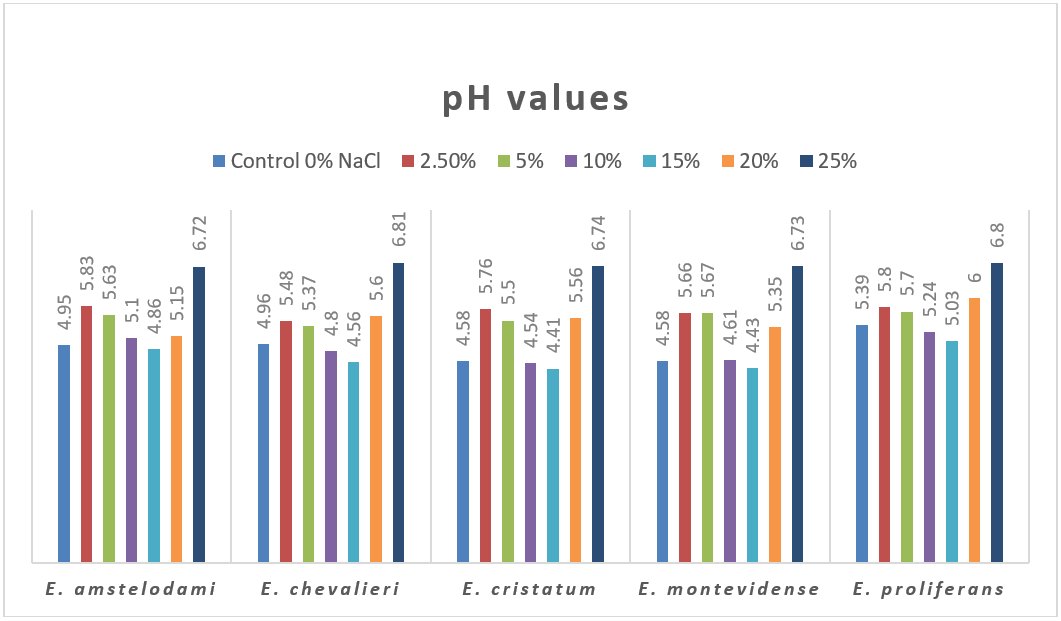 pH values
Control 0% NaCl 2.50% 5% 10% 15% 20% 25%
4.95 5.83 5.63 5.1 4.86 5.15 6.72 4.96 5.48 5.37 4.8 4.56 5.6 6.81 4.58 5.76 5.5 4.54 4.41 5.56 6.74 4.58 5.66 5.67 4.61 4.43 5.35 6.73 5.39 5.8 5.7 5.24 5.03 6 6.8
E. amstelodami E. chevalieri E. cristatum E. montevidense E. proliferans